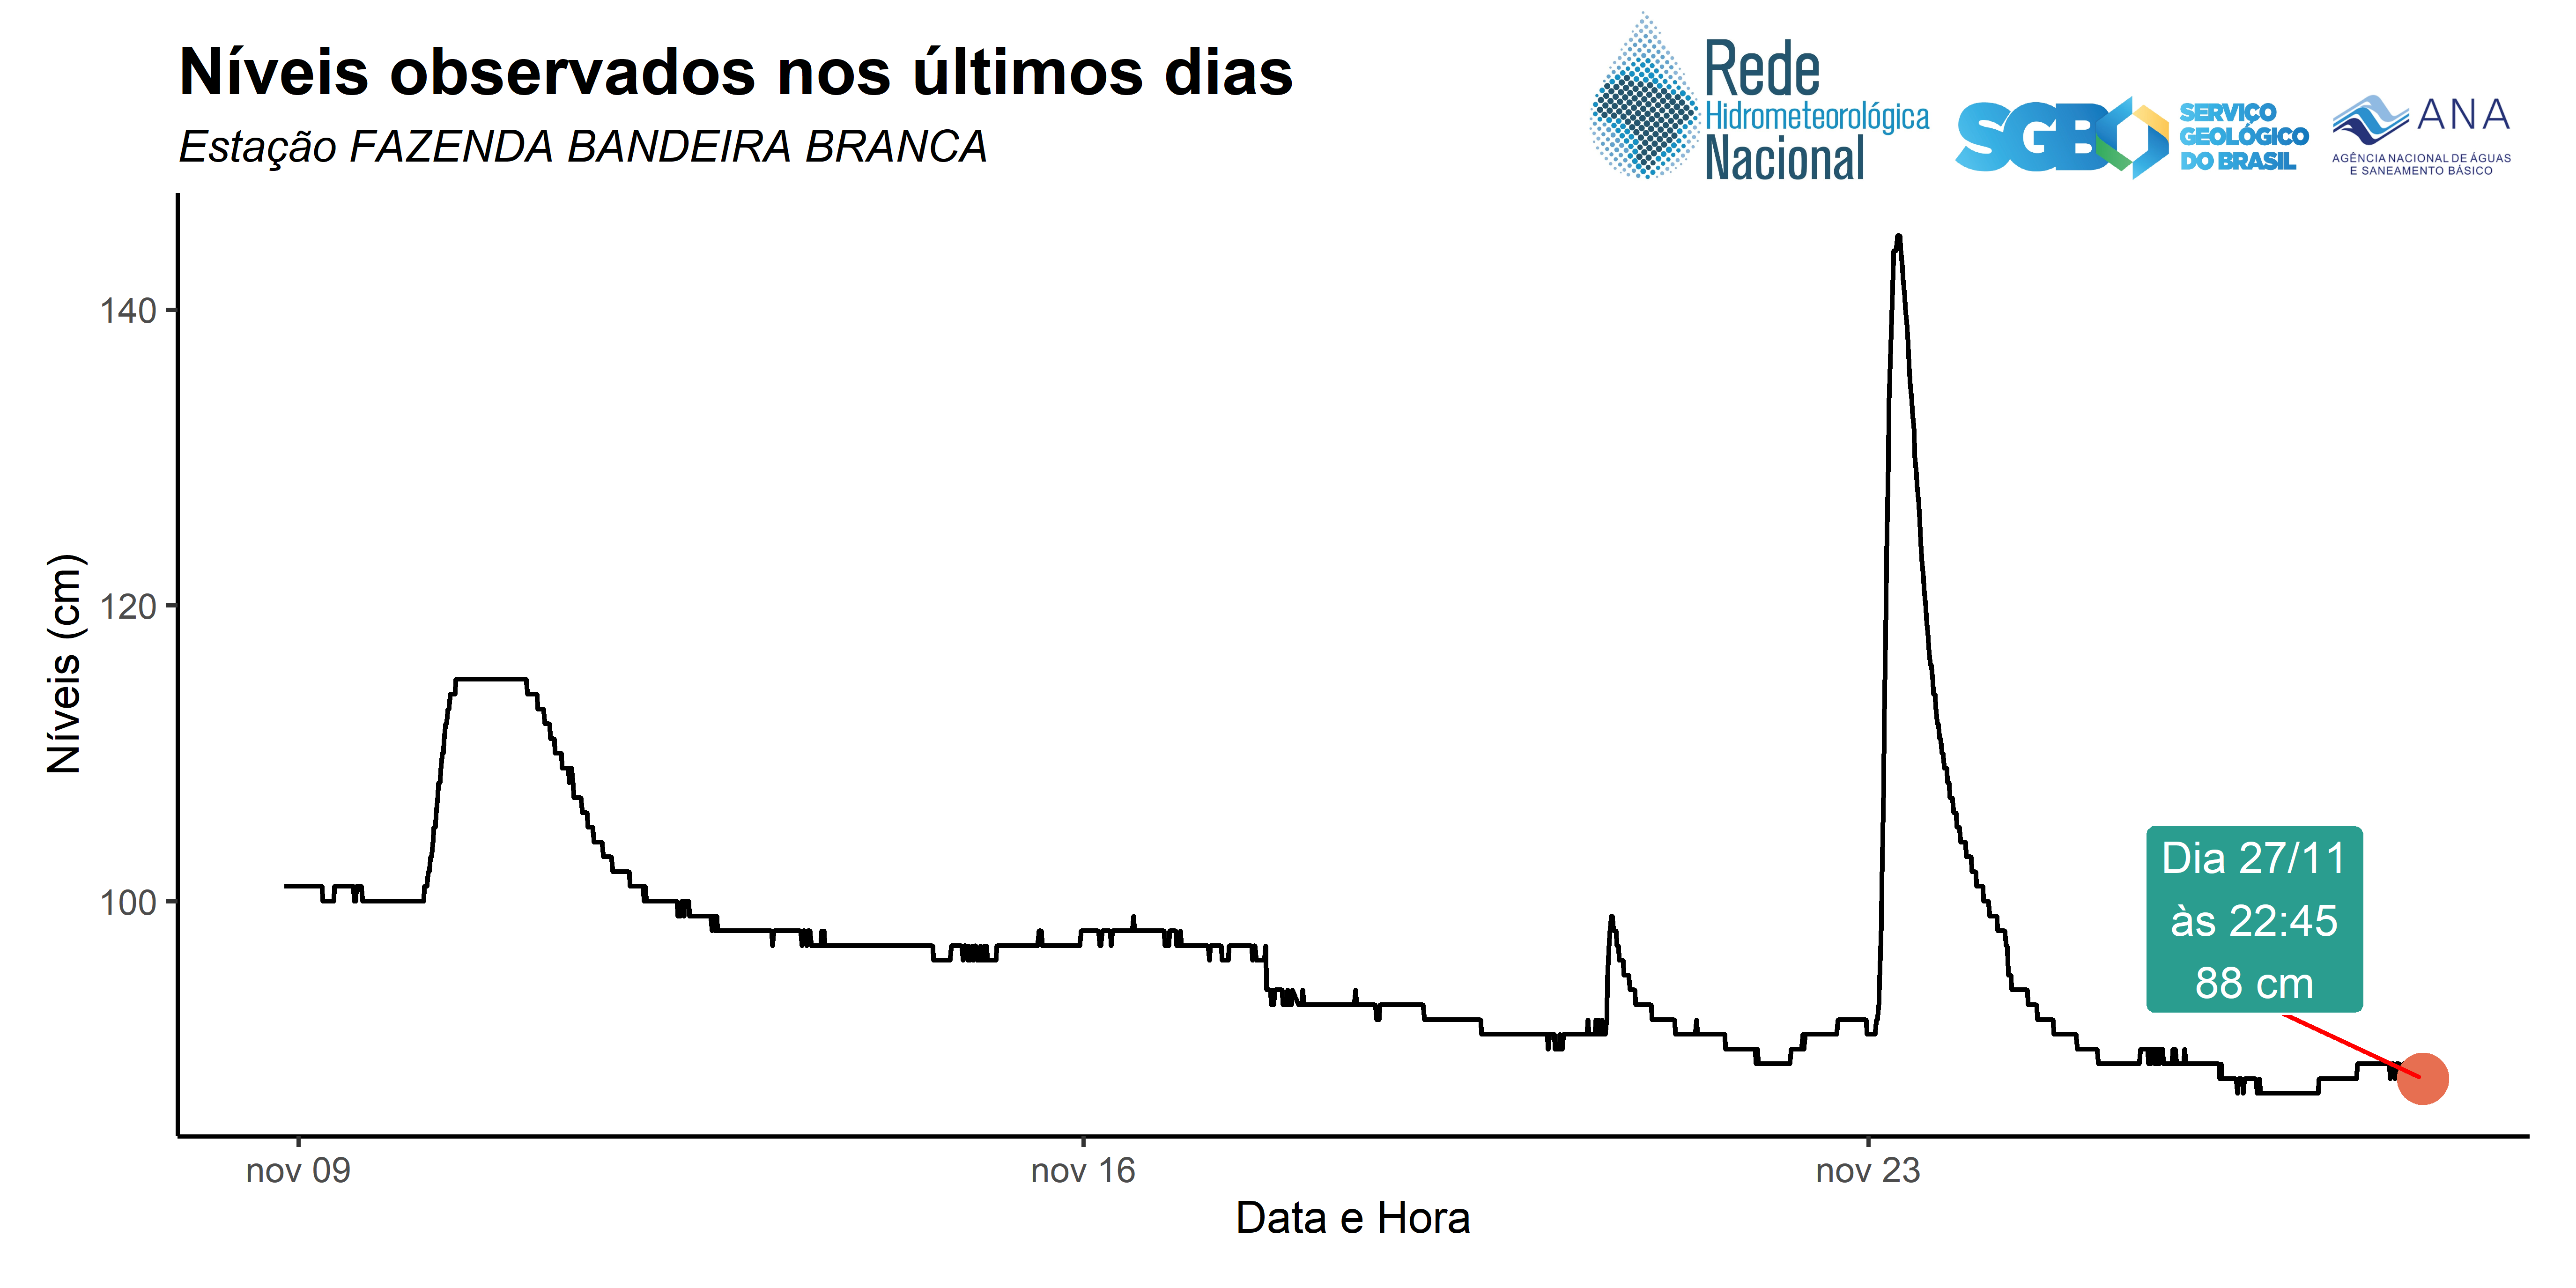 Níveis observados nos últimos dias
Estação FAZENDA BANDEIRA BRANCA
Rede
Hidrometeorológica
Nacional
SGB
SERVIÇO
GEOLÓGICO
DO BRASIL
ANA
AGÊNCIA NACIONAL DE ÁGUAS
E SANEAMENTO BÁSICO
Níveis (cm)
140
120
100
Dia 27/11
às 22:45
88 cm
nov 09
nov 16
nov 23
Data e Hora